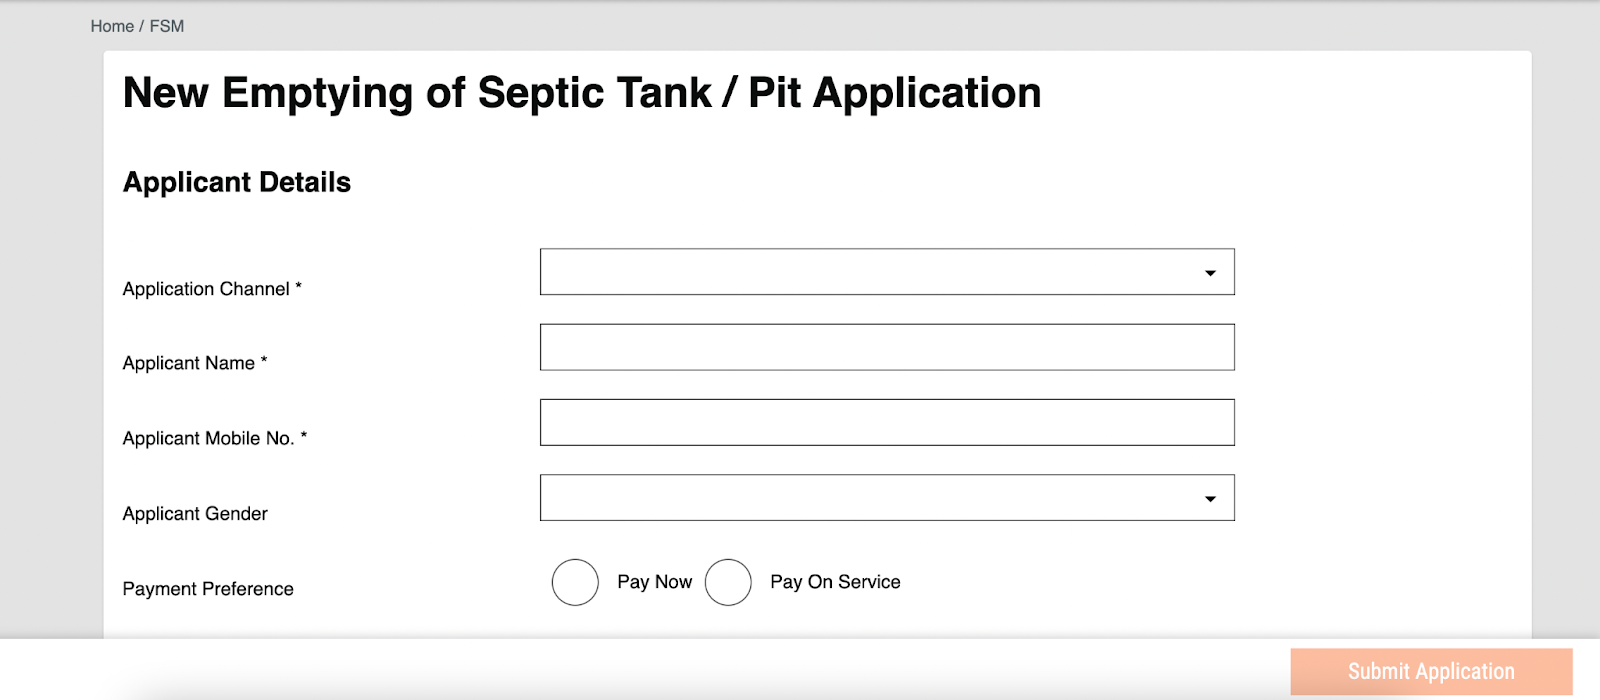 Home / FSM
New Emptying of Septic Tank / Pit Application
Applicant Details
Application Channel *
Applicant Name *
Applicant Mobile No. *
Applicant Gender
Payment Preference Pay Now Pay On Service
Submit Application